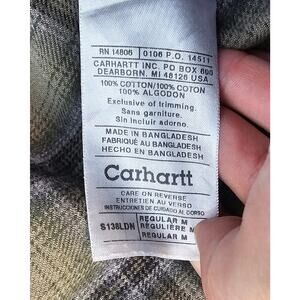 RN 14806 0106 P.O. 14511
CARHARTT INC. PO BOX 600
DEARBORN, MI 48126 USA
100% COTTON/100% COTON
100% ALGODON
Exclusive of trimming.
Sans garniture.
Sin incluir adorno.
MADE IN BANGLADESH
FABRIQUÉ AU BANGLADESH
HECHO EN BANGLADESH
Carhartt
CARE ON REVERSE
ENTRETIEN AU VERSO
INSTRUCCIONES DE CUIDADO AL DORSO
S138LDN
REGULAR M
REGULIÈRE M
REGULAR M